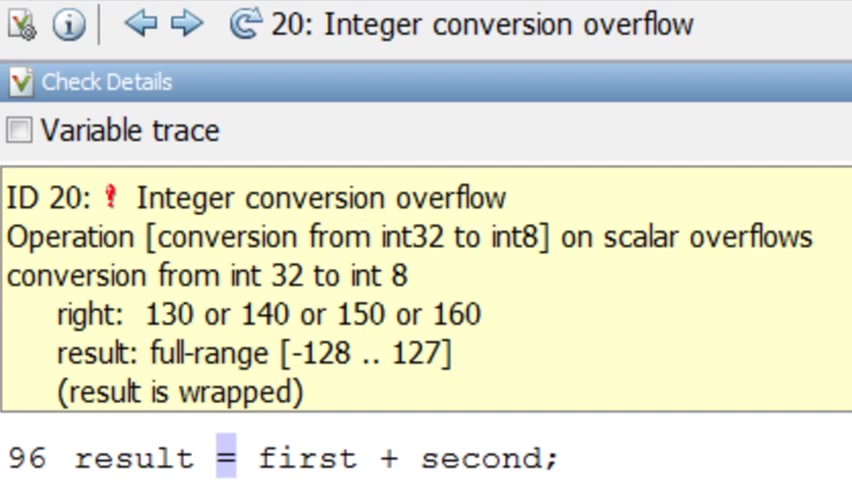 20: Integer conversion overflow
Check Details
Variable trace
ID 20: ! Integer conversion overflow
Operation [conversion from int32 to int8] on scalar overflows
conversion from int 32 to int 8
right: 130 or 140 or 150 or 160
result: full-range [-128 .. 127]
(result is wrapped)
96 result = first + second;